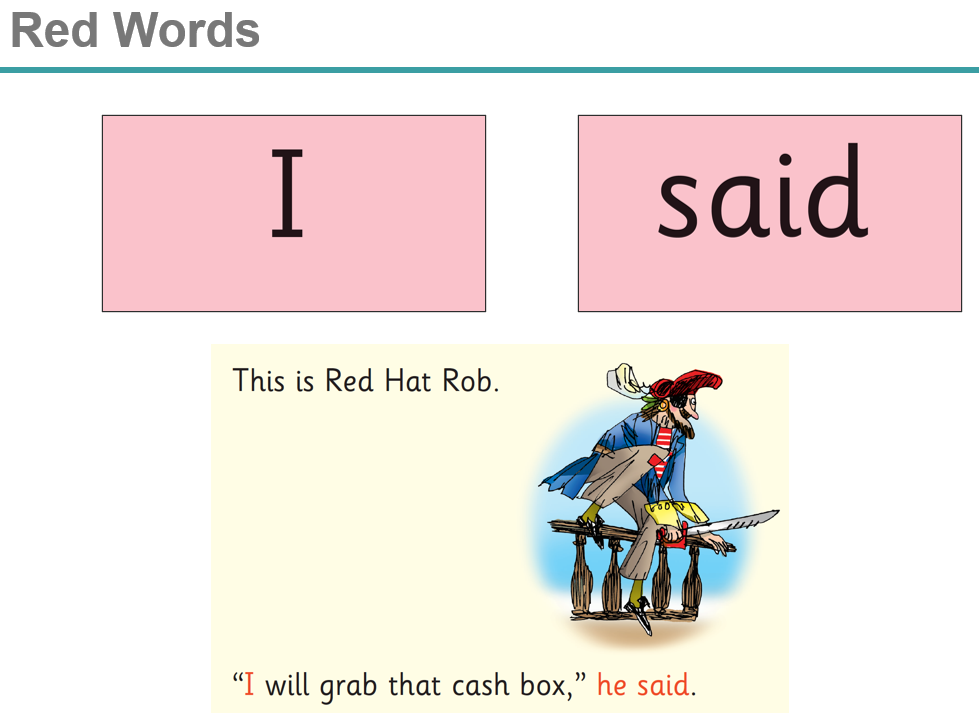 Red Words
I
said
This is Red Hat Rob.
“I will grab that cash box,” he said.